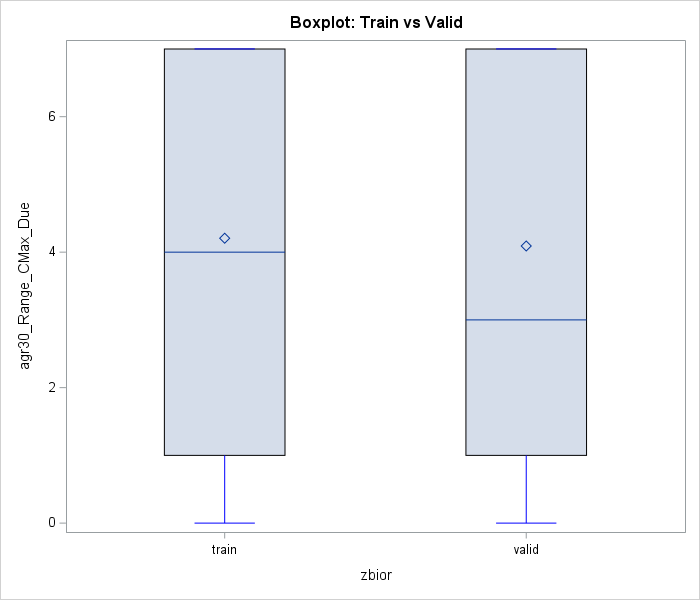 Boxplot: Train vs Valid
agr30_Range_CMax_Due
6
4
2
0
train
valid
zbior